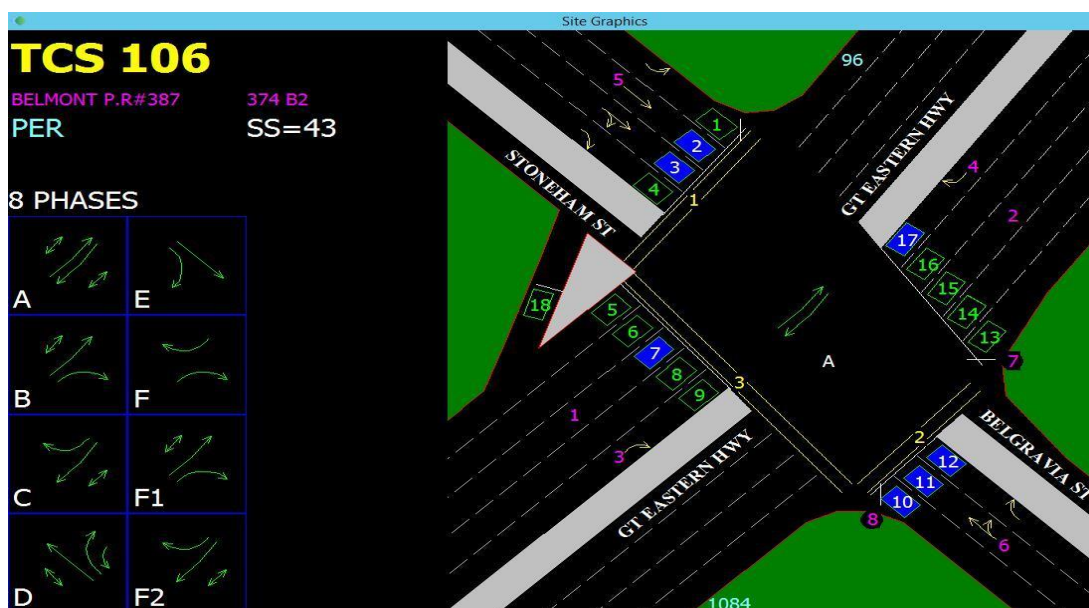 Site Graphics
TCS 106
BELMONT P.R#387 374 B2
PER SS=43
8 PHASES
A E
B F
C F1
D F2
96
5
1
2
3
4
STONEHAM ST
1
GT EASTERN HWY
4
2
17
16
15
14
13
7
18
5
6
7
8
9
3
A
1
3
GT EASTERN HWY
2
12
11
10
BELGRAVIA ST
8
6
1084